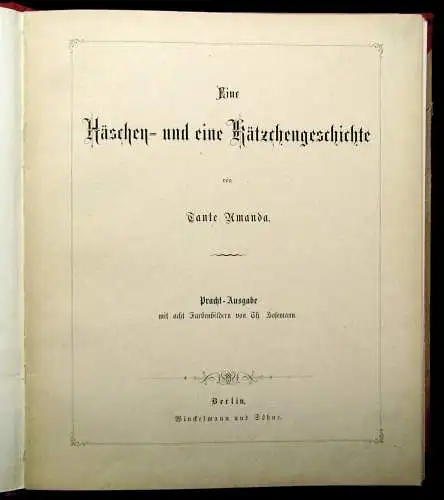 Eine
Häschen- und eine Kätzchengeschichte
von
Tante Amanda.
Pracht-Ausgabe
mit acht Farbenbildern von Th. Hosemann
Berlin.
Winckelmann und Söhne.